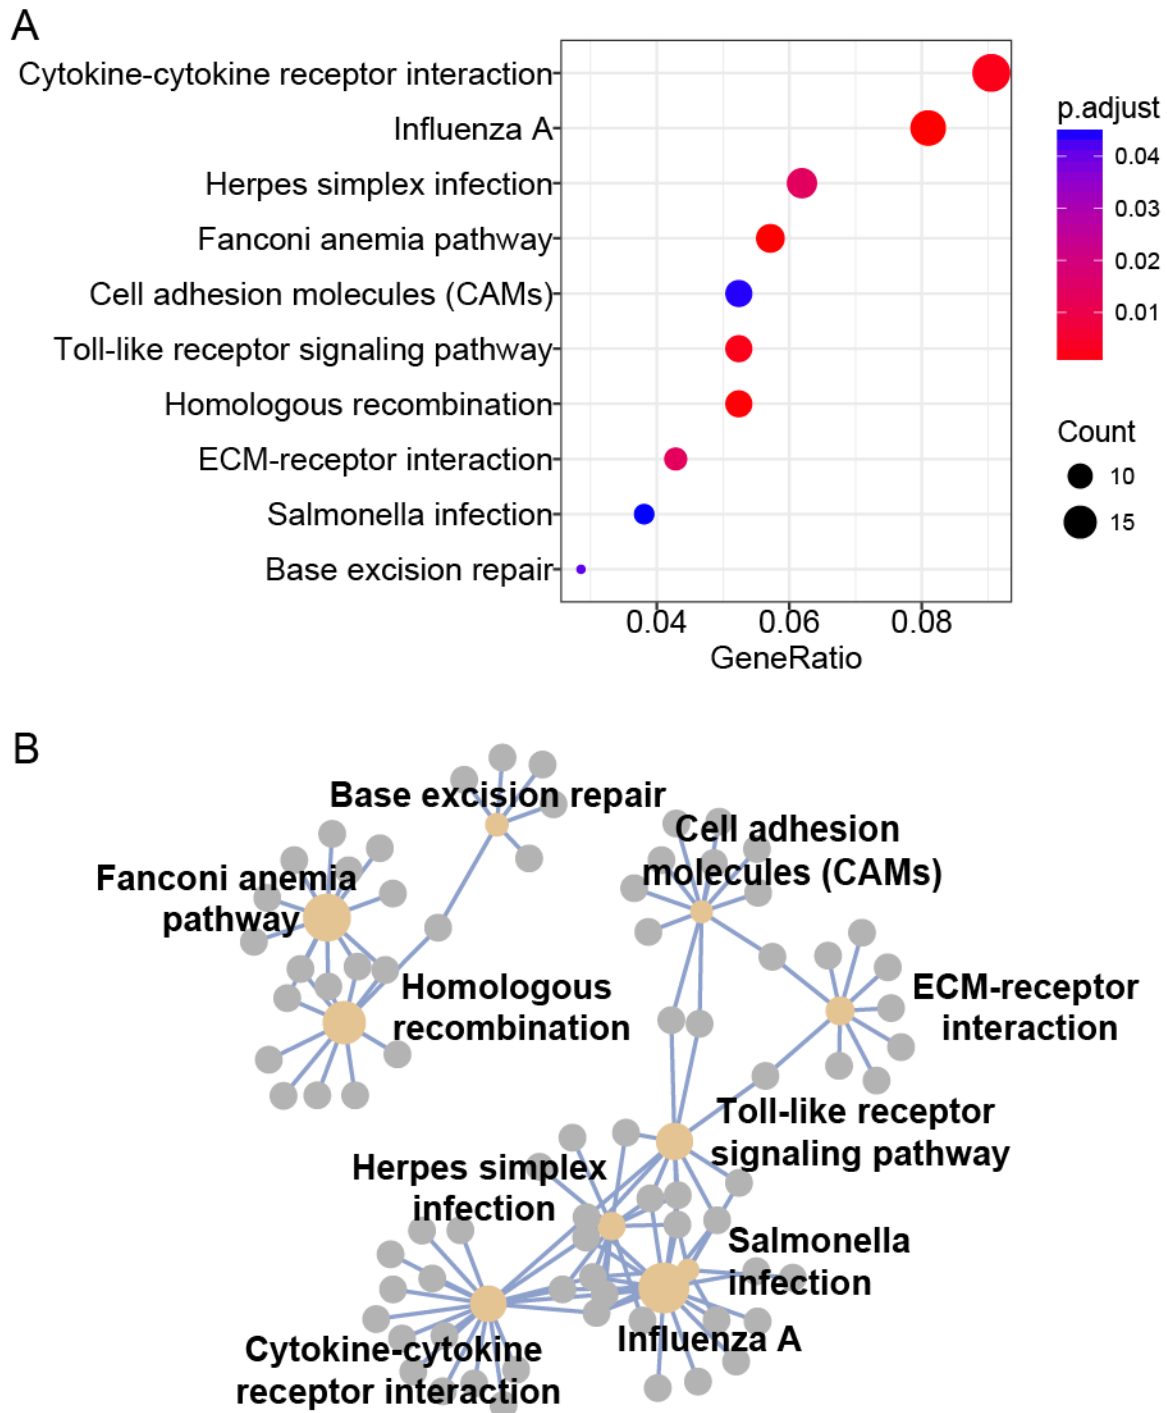 A
Cytokine-cytokine receptor interaction
Influenza A
Herpes simplex infection
Fanconi anemia pathway
Cell adhesion molecules (CAMs)
Toll-like receptor signaling pathway
Homologous recombination
ECM-receptor interaction
Salmonella infection
Base excision repair
0.04 0.06 0.08
GeneRatio
p.adjust
0.04
0.03
0.02
0.01
Count
10
15
B
Base excision repair
Cell adhesion
molecules (CAMs)
Fanconi anemia
pathway
Homologous
recombination
ECM-receptor
interaction
Toll-like receptor
signaling pathway
Herpes simplex
infection
Salmonella
infection
Influenza A
Cytokine-cytokine
receptor interaction